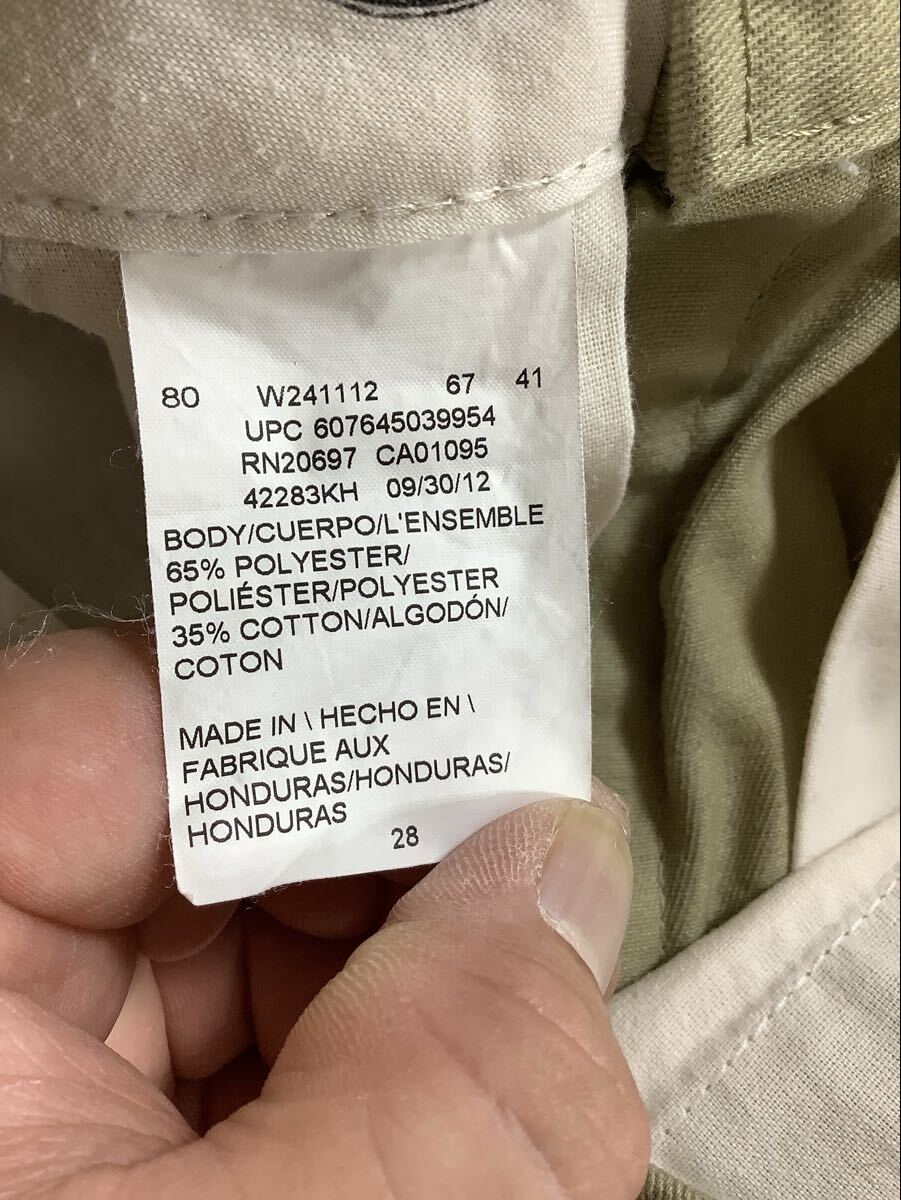 80 W241112 67 41
UPC 607645039954
RN20697 CA01095
42283KH 09/30/12
BODY/CUERPO/L'ENSEMBLE
65% POLYESTER/
POLIÉSTER/POLYESTER
35% COTTON/ALGODÓN/
COTON
MADE IN \ HECHO EN \
FABRIQUE AUX
HONDURAS/HONDURAS/
HONDURAS
28